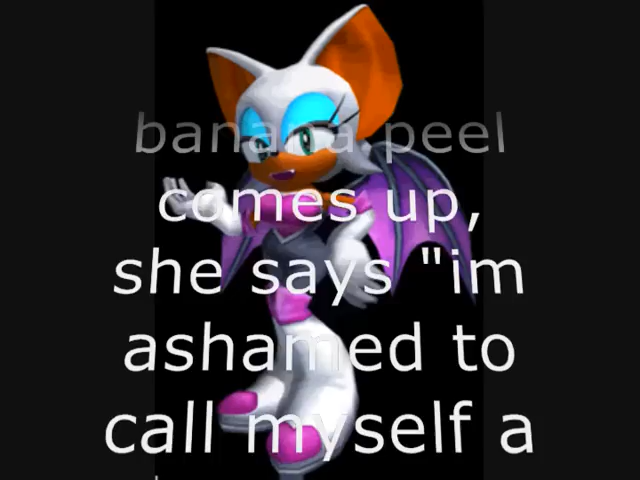 banana peel
comes up,
she says "im
ashamed to
call myself a